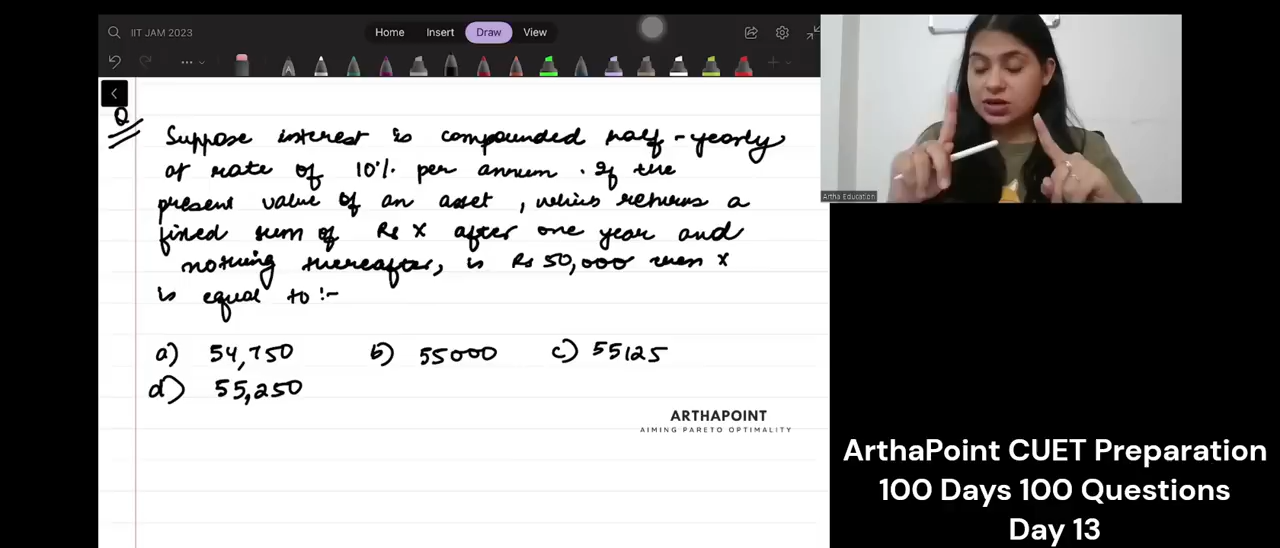 IIT JAM 2023
Home Insert Draw View
Q
Suppose interest is compounded half-yearly
at rate of 10% per annum. If the
present value of an asset, which returns a
fixed sum of Rs X after one year and
nothing thereafter, is Rs 50,000 then X
is equal to :-
a) 54,750 b) 55000 c) 55125
d) 55,250
ARTHAPOINT
AIMING PARETO OPTIMALITY
Artha Education
ArthaPoint CUET Preparation
100 Days 100 Questions
Day 13